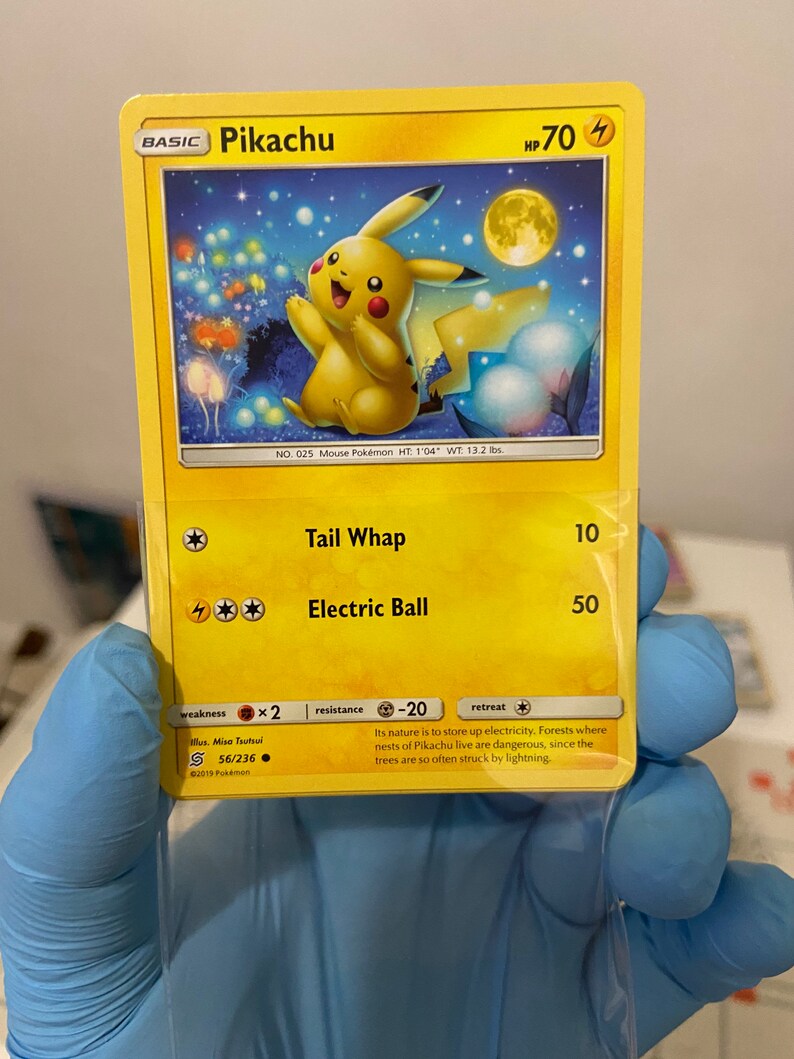 BASIC Pikachu HP 70
NO. 025 Mouse Pokémon HT: 1'04" WT: 13.2 lbs.
Tail Whap 10
Electric Ball 50
weakness ×2 resistance -20 retreat
Illus. Misa Tsutsui
56/236
©2019 Pokémon
Its nature is to store up electricity. Forests where
nests of Pikachu live are dangerous, since the
trees are so often struck by lightning.